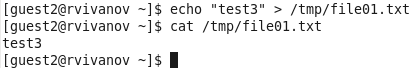 [guest2@rvivanov ~]$ echo "test3" > /tmp/file01.txt
[guest2@rvivanov ~]$ cat /tmp/file01.txt
test3
[guest2@rvivanov ~]$